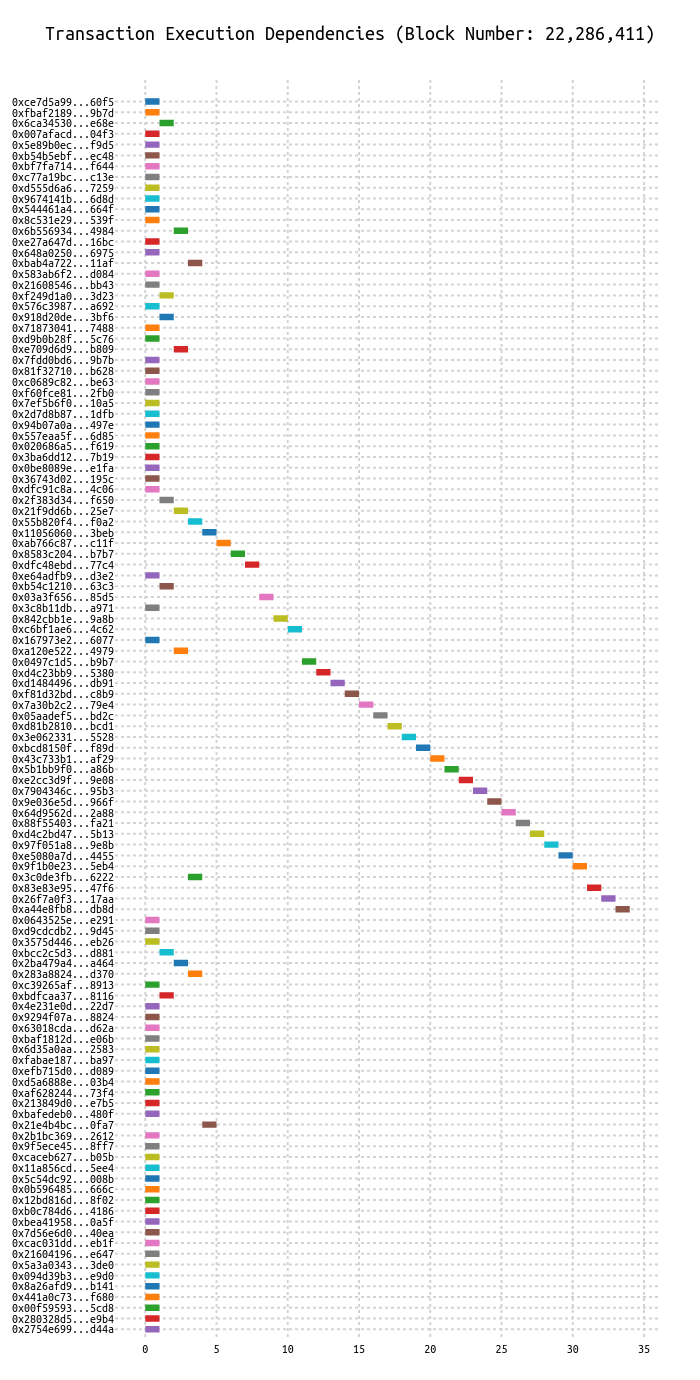 Transaction Execution Dependencies (Block Number: 22,286,411)
0xce7d5a99...60f5
0xfbaf2189...9b7d
0x6ca34530...e68e
0x007afacd...04f3
0x5e89b0ec...f9d5
0xb54b5ebf...ec48
0xbf7fa714...f644
0xc77a19bc...c13e
0xd555d6a6...7259
0x9674141b...6d8d
0x544461a4...664f
0x8c531e29...539f
0x6b556934...4984
0xe27a647d...16bc
0x648a0250...6975
0xbab4a722...11af
0x583ab6f2...d084
0x21608546...bb43
0xf249d1a0...3d23
0x576c3987...a692
0x918d20de...3bf6
0x71873041...7488
0xd9b0b28f...5c76
0xe709d6d9...b809
0x7fdd0bd6...9b7b
0x81f32710...b628
0xc0689c82...be63
0xf60fce81...2fb0
0x7ef5b6f0...10a5
0x2d7d8b87...1dfb
0x94b07a0a...497e
0x557eaa5f...6d85
0x020686a5...f619
0x3ba6dd12...7b19
0x0be8089e...e1fa
0x36743d02...195c
0xdfc91c8a...4c06
0x2f383d34...f650
0x21f9dd6b...25e7
0x55b820f4...f0a2
0x11056060...3beb
0xab766c87...c11f
0x8583c204...b7b7
0xdfc48ebd...77c4
0xe64adfb9...d3e2
0xb54c1210...63c3
0x03a3f656...85d5
0x3c8b11db...a971
0x842cbb1e...9a8b
0xc6bf1ae6...4c62
0x167973e2...6077
0xa120e522...4979
0x0497c1d5...b9b7
0xd4c23bb9...5380
0xd1484496...db91
0xf81d32bd...c8b9
0x7a30b2c2...79e4
0x05aadef5...bd2c
0xd81b2810...bcd1
0x3e062331...5528
0xbcd8150f...f89d
0x43c733b1...af29
0x5b1bb9f0...a86b
0xe2cc3d9f...9e08
0x7904346c...95b3
0x9e036e5d...966f
0x64d9562d...2a88
0x88f55403...fa21
0xd4c2bd47...5b13
0x97f051a8...9e8b
0xe5080a7d...4455
0x9f1b0e23...5eb4
0x3c0de3fb...6222
0x83e83e95...47f6
0x26f7a0f3...17aa
0xa44e8fb8...db8d
0x0643525e...e291
0xd9cdcdb2...9d45
0x3575d446...eb26
0xbcc2c5d3...d881
0x2ba479a4...a464
0x283a8824...d370
0xc39265af...8913
0xbdfcaa37...8116
0x4e231e0d...22d7
0x9294f07a...8824
0x63018cda...d62a
0xbaf1812d...e06b
0x6d35a0aa...2583
0xfabae187...ba97
0xefb715d0...d089
0xd5a6888e...03b4
0xaf628244...73f4
0x213849d0...e7b5
0xbafedeb0...480f
0x21e4b4bc...0fa7
0x2b1bc369...2612
0x9f5ece45...8ff7
0xcaceb627...b05b
0x11a856cd...5ee4
0x5c54dc92...008b
0x0b596485...666c
0x12bd816d...8f02
0xb0c784d6...4186
0xbea41958...0a5f
0x7d56e6d0...40ea
0xcac031dd...eb1f
0x21604196...e647
0x5a3a0343...3de0
0x094d39b3...e9d0
0x8a26afd9...b141
0x441a0c73...f680
0x00f59593...5cd8
0x280328d5...e9b4
0x2754e699...d44a
0 5 10 15 20 25 30 35